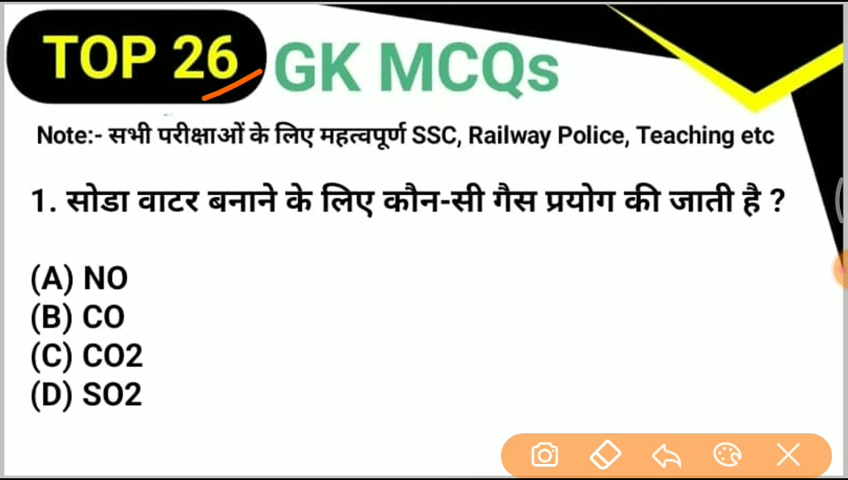 TOP 26 GK MCQs
Note:- सभी परीक्षाओं के लिए महत्वपूर्ण SSC, Railway Police, Teaching etc
1. सोडा वाटर बनाने के लिए कौन-सी गैस प्रयोग की जाती है ?
(A) NO
(B) CO
(C) CO2
(D) SO2